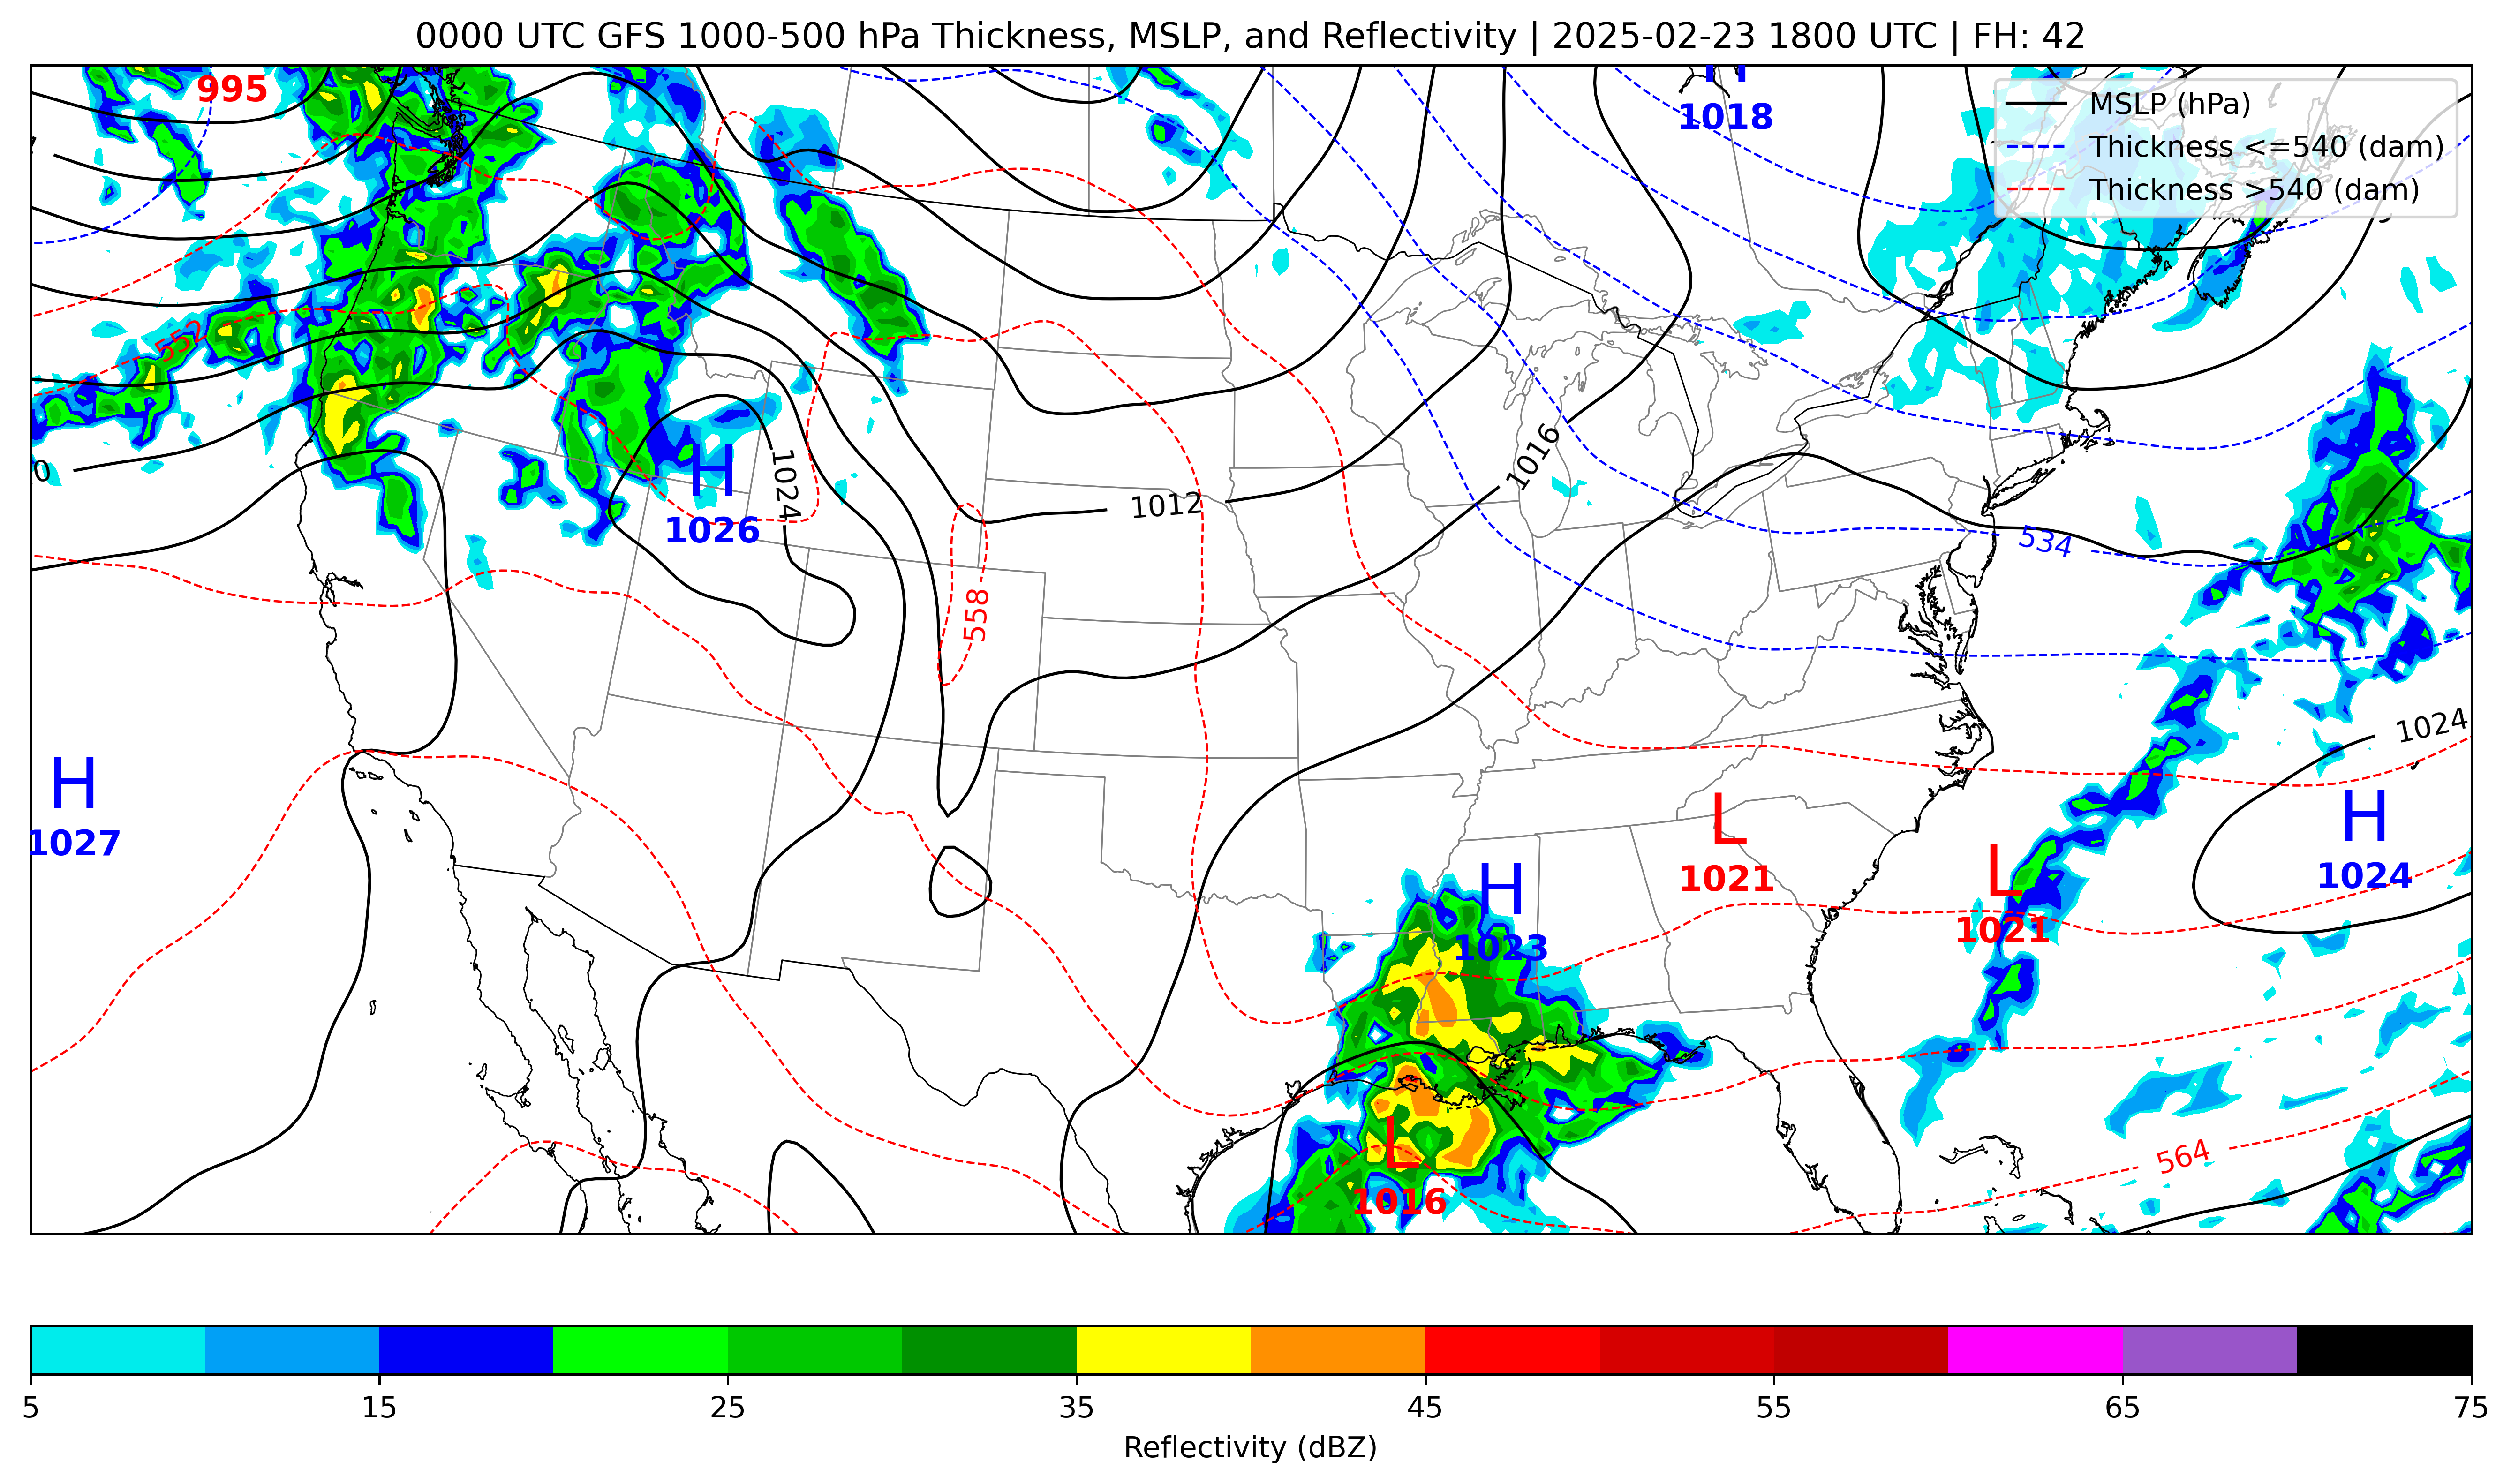 0000 UTC GFS 1000-500 hPa Thickness, MSLP, and Reflectivity | 2025-02-23 1800 UTC | FH: 42
995
H
1018
MSLP (hPa)
Thickness <=540 (dam)
Thickness >540 (dam)
552
1016
H
1026
1024
1012
534
558
1024
H
1027
L
1021
H
1024
H
1023
L
1021
L
1016
564
5
15
25
35
45
55
65
75
Reflectivity (dBZ)